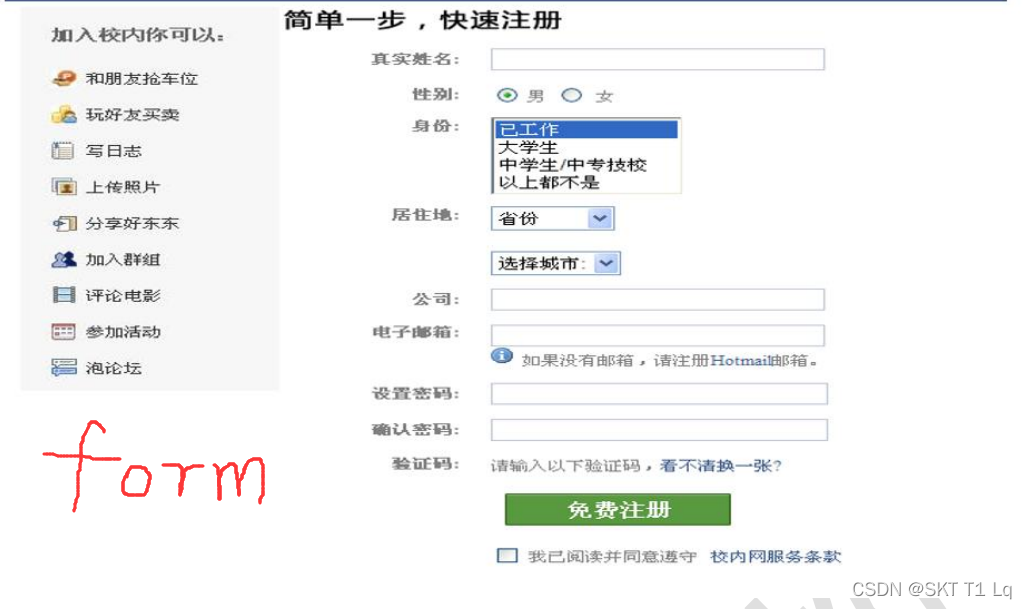 加入校内你可以:
和朋友抢车位
玩好友买卖
写日志
上传照片
分享好东东
加入群组
评论电影
参加活动
泡论坛
form
简单一步，快速注册
真实姓名:
性别: 男 女
身份: 已工作
大学生
中学生/中专技校
以上都不是
居住地: 省份
选择城市:
公司:
电子邮箱:
如果没有邮箱，请注册Hotmail邮箱。
设置密码:
确认密码:
验证码: 请输入以下验证码，看不清换一张?
免费注册
我已阅读并同意遵守 校内网服务条款
CSDN @SKT T1 Lq